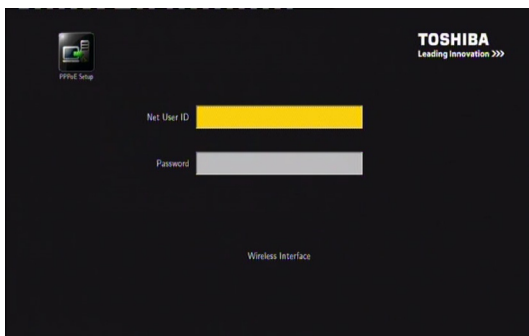 TOSHIBA
Leading Innovation >>>
PPPoE Setup
Net User ID
Password
Wireless Interface